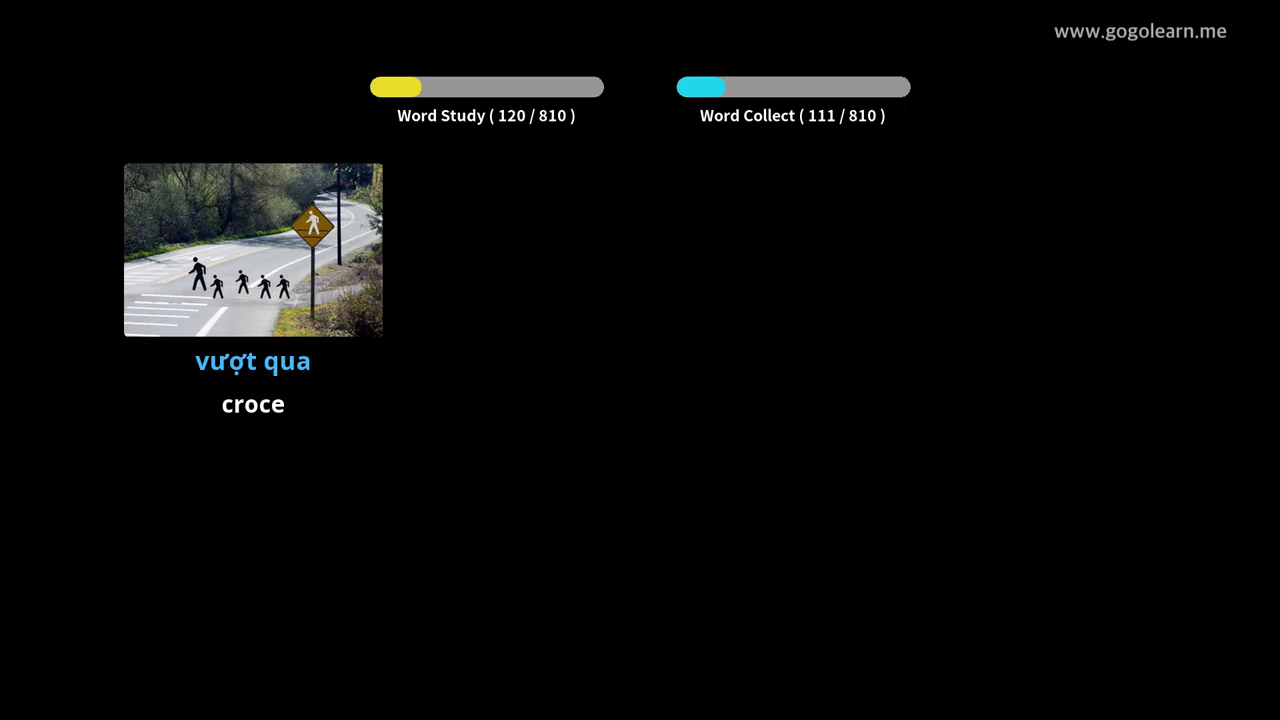 www.gogolearn.me
Word Study ( 120 / 810 )
Word Collect ( 111 / 810 )
vượt qua
croce